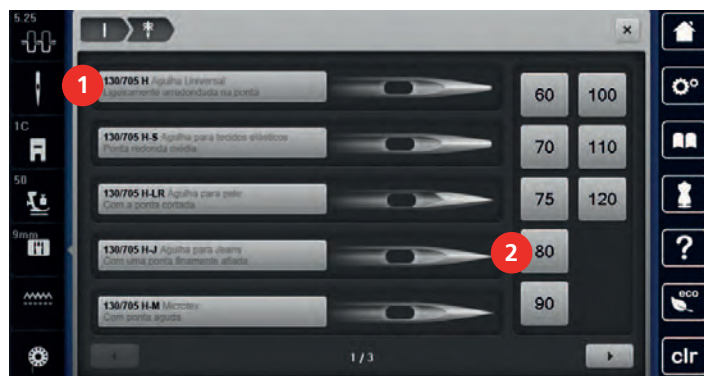 5.25
1C
50
9mm
1
130/705 H Agulha Universal
Ligeiramente arredondada na ponta
130/705 H-S Agulha para tecidos elásticos
Ponta redonda média
130/705 H-LR Agulha para pele
Com a ponta cortada
130/705 H-J Agulha para Jeans
Com uma ponta finamente afiada
130/705 H-M Microtex
Com ponta aguda
60 100
70 110
75 120
2
80
90
1 / 3
?
eco
clr